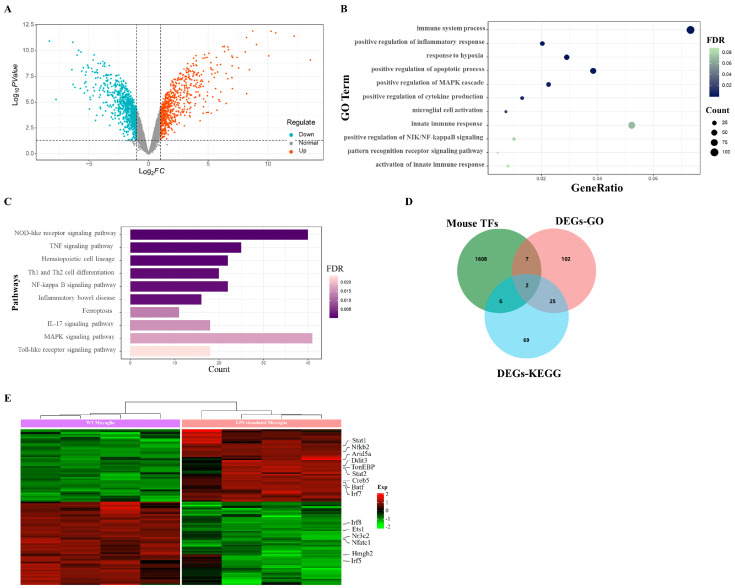 A
12.5
10.0
7.5
5.0
2.5
0.0
Log10PValue
−5
0
5
10
Log2FC
Regulate
Down
Normal
Up
B
GO Term
immune system process
positive regulation of inflammatory response
response to hypoxia
positive regulation of apoptotic process
positive regulation of MAPK cascade
positive regulation of cytokine production
microglial cell activation
innate immune response
positive regulation of NIK/NF-kappaB signaling
pattern recognition receptor signaling pathway
activation of innate immune response
0.02
0.04
0.06
GeneRatio
FDR
0.08
0.06
0.04
0.02
Count
25
50
75
100
C
Pathways
NOD-like receptor signaling pathway
TNF signaling pathway
Hematopoietic cell lineage
Th1 and Th2 cell differentiation
NF-kappa B signaling pathway
Inflammatory bowel disease
Ferroptosis
IL-17 signaling pathway
MAPK signaling pathway
Toll-like receptor signaling pathway
0
10
20
30
40
Count
FDR
0.020
0.015
0.010
0.005
D
Mouse TFs
DEGs-GO
1608
7
102
2
6
25
69
DEGs-KEGG
E
WT Microglia
LPS stimulated Microglia
Stat1
Nfkb2
Arid5a
Ddit3
TonEBP
Stat2
Creb5
Batf
Irf7
Irf8
Ets1
Nr3c2
Nfatc1
Hmgb2
Irf5
Exp
2
1
0
-1
-2